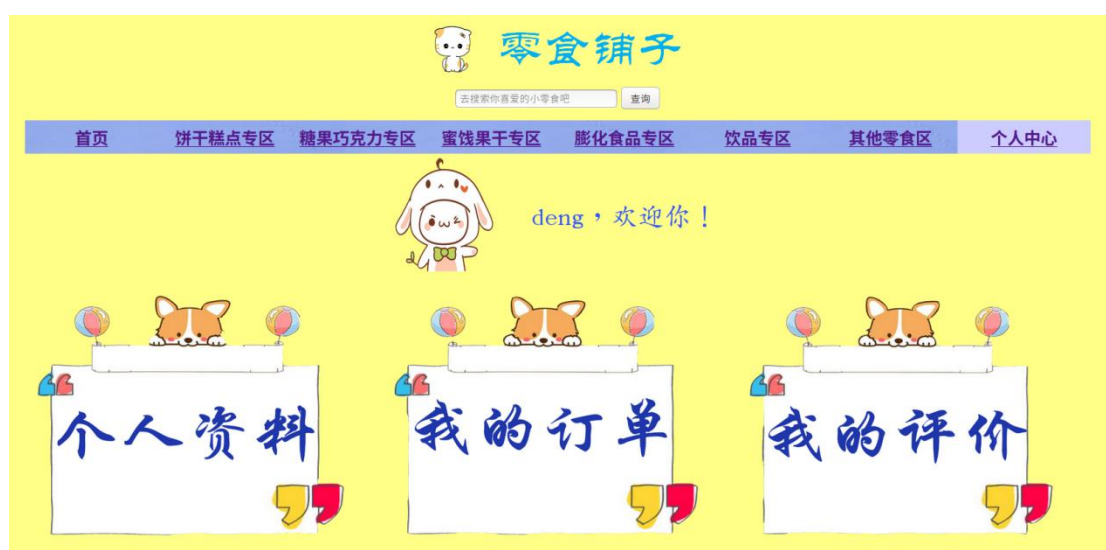 零食铺子
去搜索你喜爱的小零食吧 查询
首页 饼干糕点专区 糖果巧克力专区 蜜饯果干专区 膨化食品专区 饮品专区 其他零食区 个人中心
deng，欢迎你！
个人资料 我的订单 我的评价